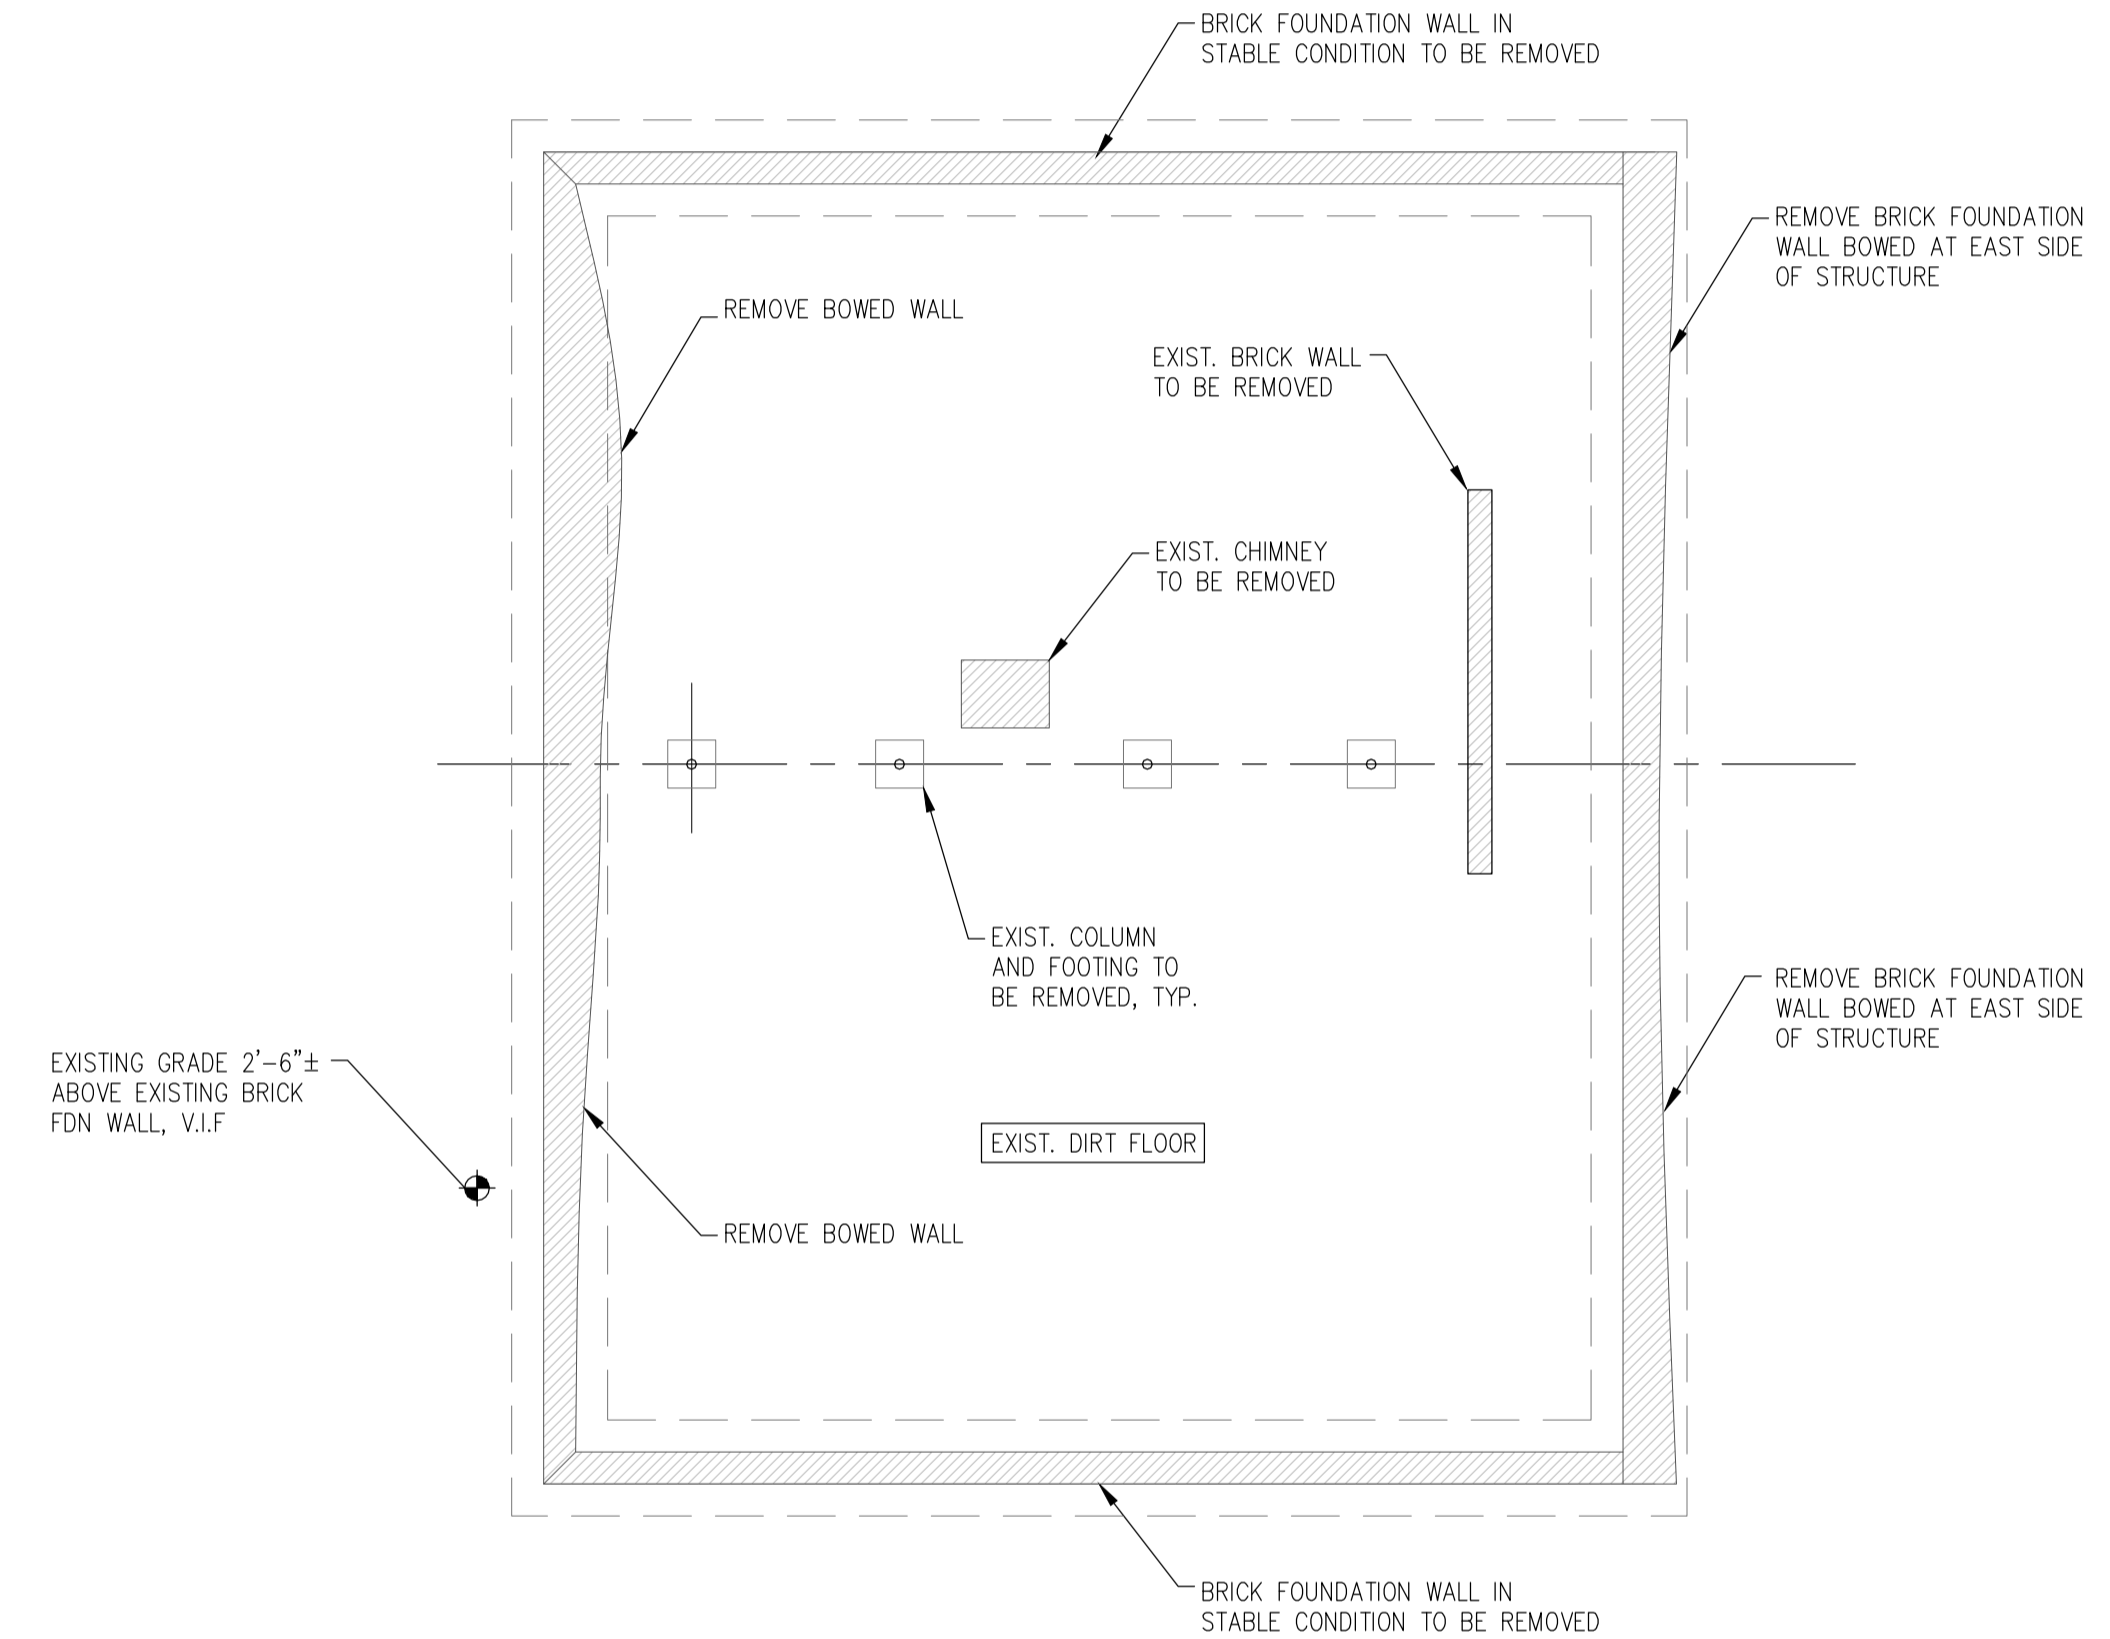 BRICK FOUNDATION WALL IN
STABLE CONDITION TO BE REMOVED
REMOVE BRICK FOUNDATION
WALL BOWED AT EAST SIDE
OF STRUCTURE
REMOVE BOWED WALL
EXIST. BRICK WALL
TO BE REMOVED
EXIST. CHIMNEY
TO BE REMOVED
EXIST. COLUMN
AND FOOTING TO
BE REMOVED, TYP.
REMOVE BRICK FOUNDATION
WALL BOWED AT EAST SIDE
OF STRUCTURE
EXISTING GRADE 2'-6"±
ABOVE EXISTING BRICK
FDN WALL, V.I.F
EXIST. DIRT FLOOR
REMOVE BOWED WALL
BRICK FOUNDATION WALL IN
STABLE CONDITION TO BE REMOVED